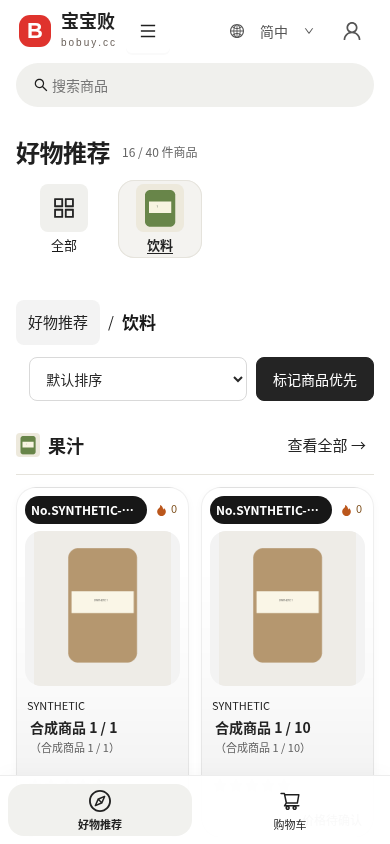 B 宝宝败
bobuy.cc
简中
搜索商品
好物推荐 16 / 40 件商品
全部 饮料
好物推荐 / 饮料
默认排序 标记商品优先
果汁 查看全部 →
No.SYNTHETIC-··· 0 No.SYNTHETIC-··· 0
SYNTHETIC SYNTHETIC
合成商品 1 / 1 合成商品 1 / 10
（合成商品 1 / 1） （合成商品 1 / 10）
好物推荐 购物车